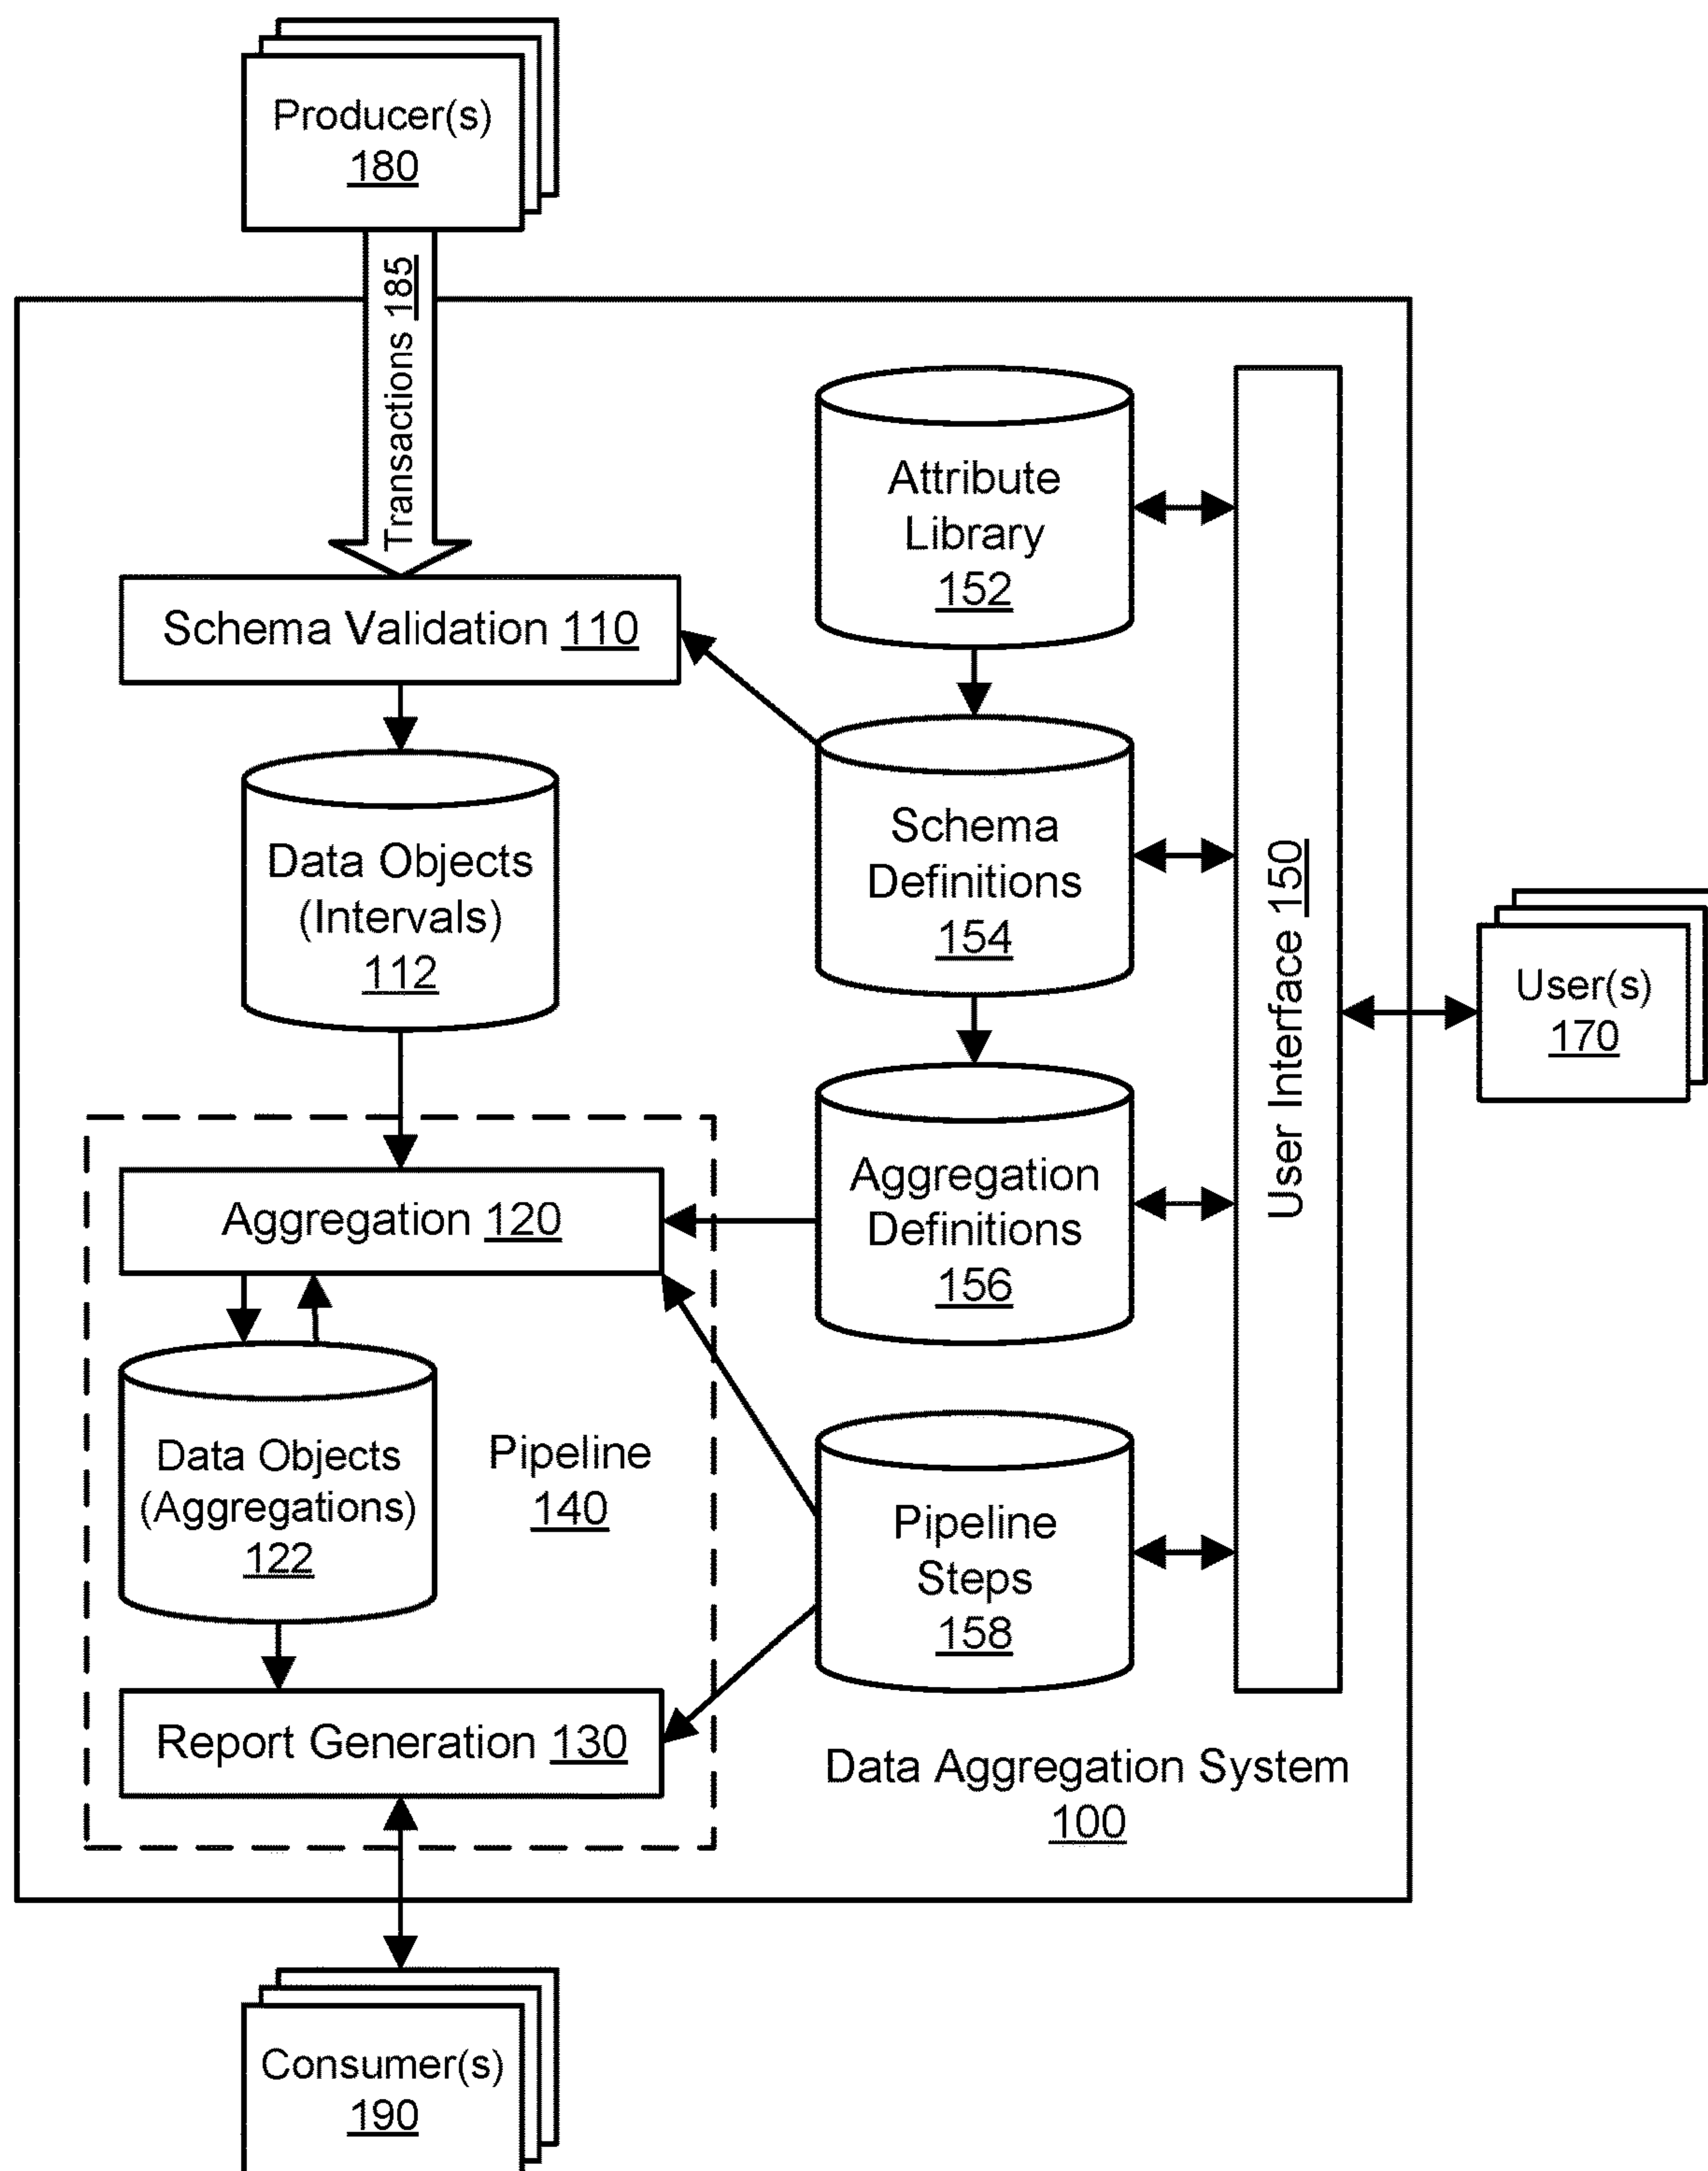 Producer(s)
180
Transactions 185
Schema Validation 110
Data Objects
(Intervals)
112
Aggregation 120
Data Objects
(Aggregations)
122
Pipeline
140
Report Generation 130
Attribute
Library
152
Schema
Definitions
154
Aggregation
Definitions
156
Pipeline
Steps
158
User Interface 150
User(s)
170
Data Aggregation System
100
Consumer(s)
190